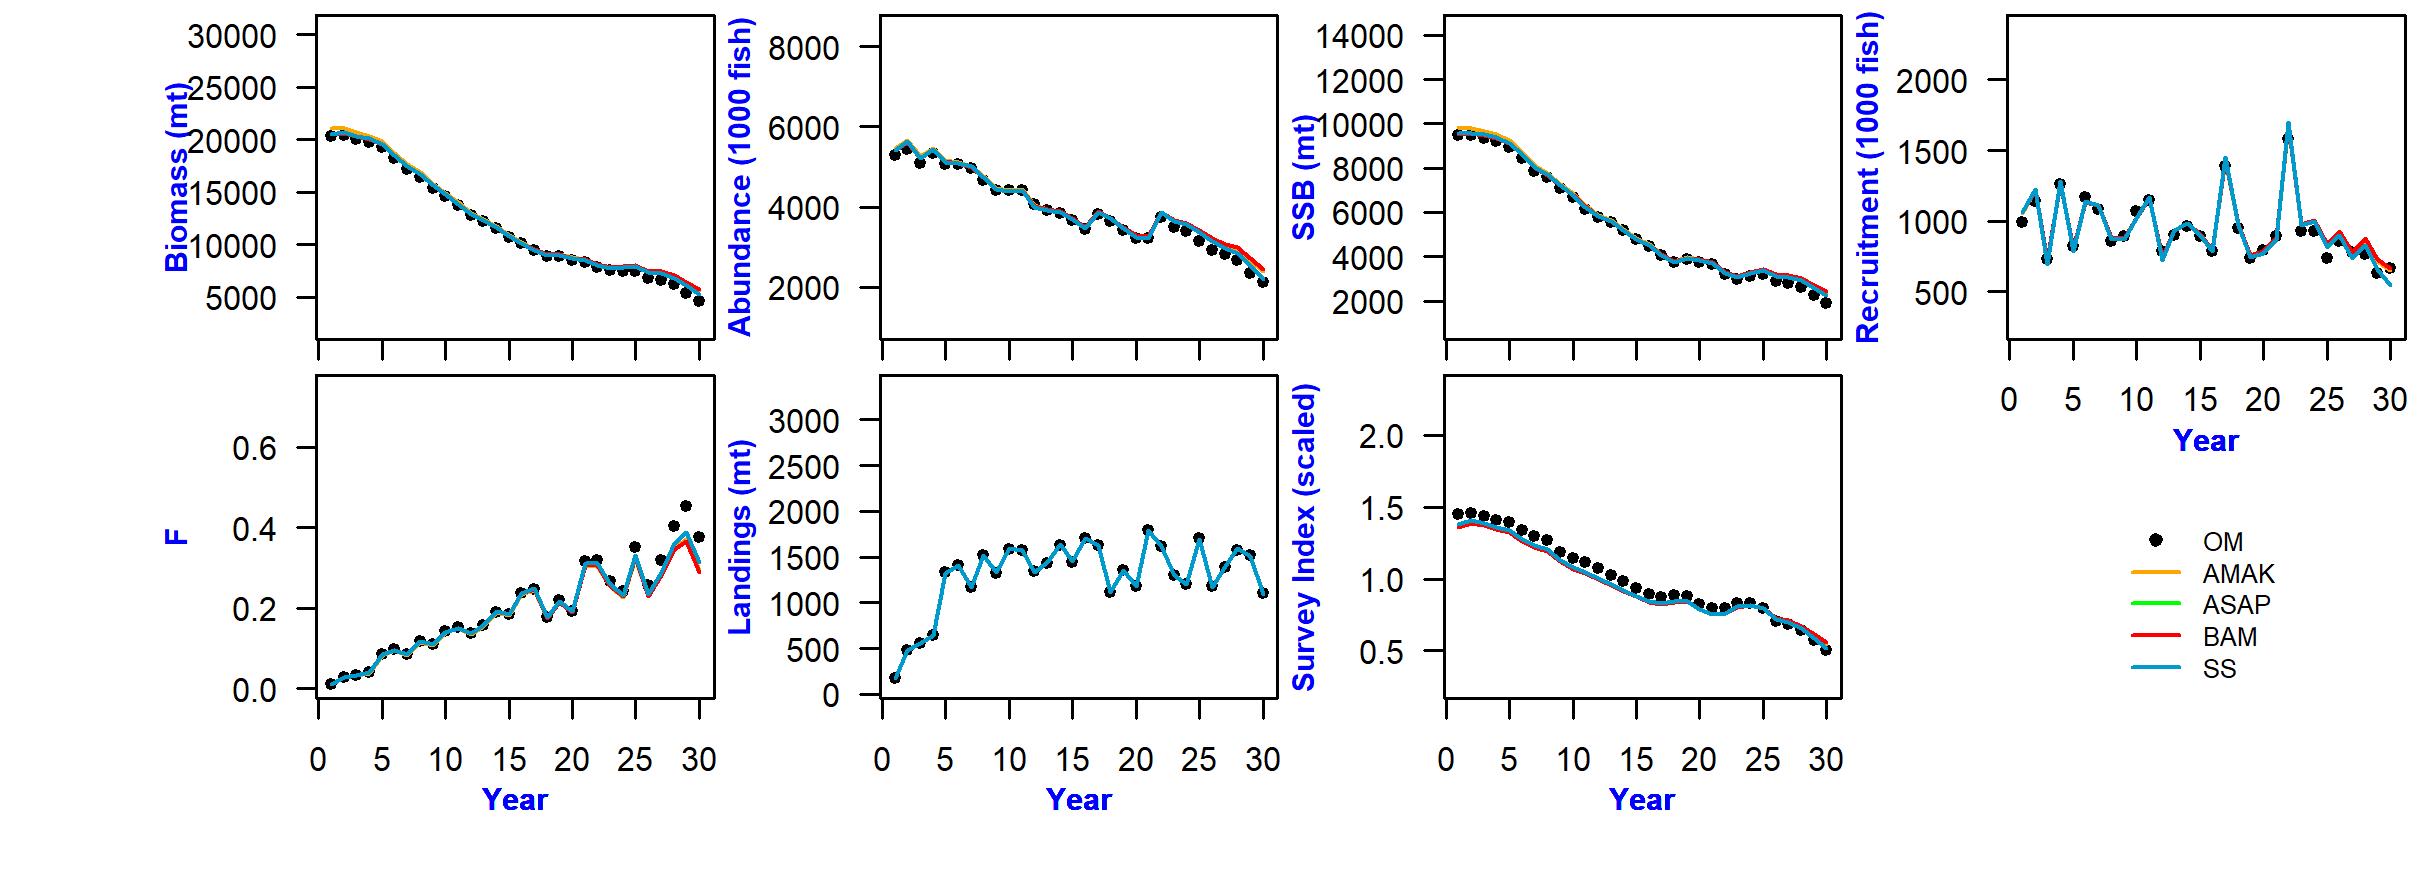 Biomass (mt)
30000
25000
20000
15000
10000
5000
Abundance (1000 fish)
8000
6000
4000
2000
SSB (mt)
14000
12000
10000
8000
6000
4000
2000
Recruitment (1000 fish)
2000
1500
1000
500
0 5 10 15 20 25 30
Year
F
0.6
0.4
0.2
0.0
0 5 10 15 20 25 30
Year
Landings (mt)
3000
2500
2000
1500
1000
500
0
0 5 10 15 20 25 30
Year
Survey Index (scaled)
2.0
1.5
1.0
0.5
0 5 10 15 20 25 30
Year
OM
AMAK
ASAP
BAM
SS